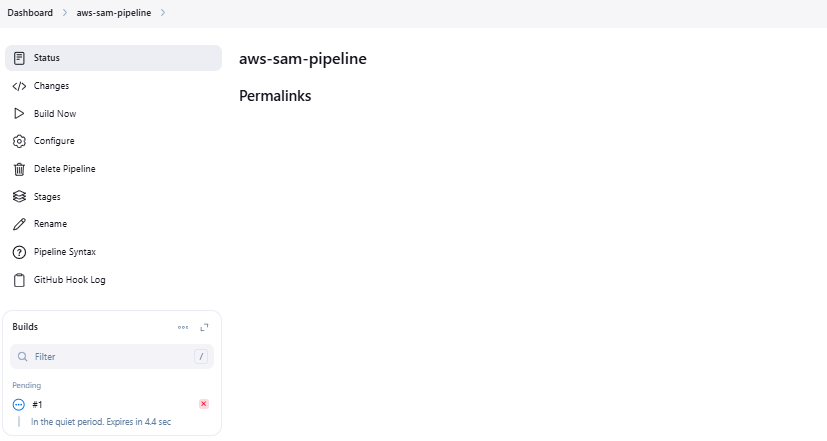 Dashboard > aws-sam-pipeline >
Status
Changes
Build Now
Configure
Delete Pipeline
Stages
Rename
Pipeline Syntax
GitHub Hook Log
aws-sam-pipeline
Permalinks
Builds
Filter /
Pending
#1
In the quiet period. Expires in 4.4 sec